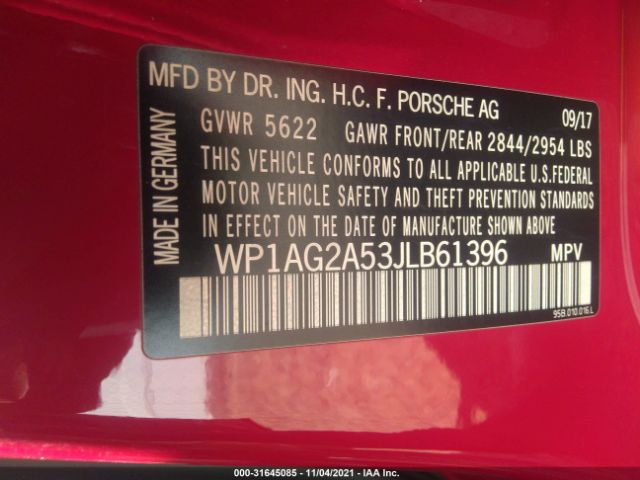 MFD BY DR. ING. H.C. F. PORSCHE AG 09/17
GVWR 5622 GAWR FRONT/REAR 2844/2954 LBS
THIS VEHICLE CONFORMS TO ALL APPLICABLE U.S.FEDERAL
MOTOR VEHICLE SAFETY AND THEFT PREVENTION STANDARDS
IN EFFECT ON THE DATE OF MANUFACTURE SHOWN ABOVE
WP1AG2A53JLB61396 MPV
MADE IN GERMANY
95B.010.016.L
000-31645085 - 11/04/2021 - IAA Inc.